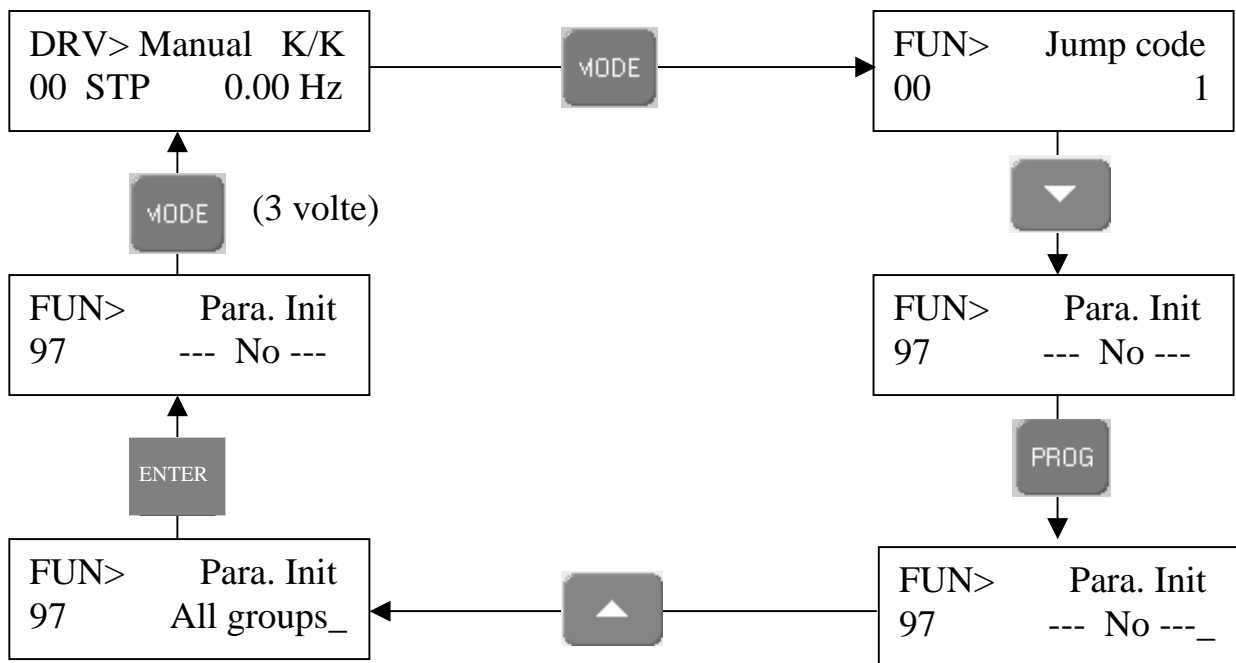 DRV> Manual K/K
00 STP 0.00 Hz
MODE
FUN> Jump code
00 1
MODE
(3 volte)
FUN> Para. Init
97 --- No ---
FUN> Para. Init
97 --- No ---
ENTER
PROG
FUN> Para. Init
97 All groups_
FUN> Para. Init
97 --- No ---_